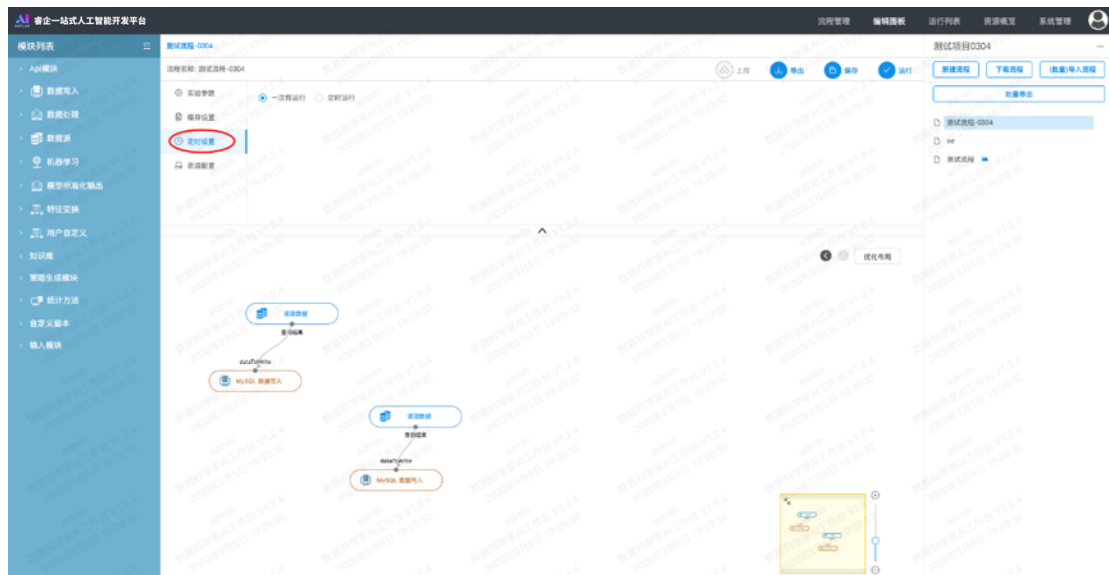 睿企一站式人工智能开发平台
流程管理 编辑面板 运行列表 资源概览 系统管理
模块列表
测试流程-0304
测试项目0304
Api模块
流程名称: 测试流程-0304
上传 导出 保存 运行
新建流程 下载流程 (批量)导入流程
数据写入
实验参数
一次性运行 定时运行
批量导出
数据处理
缓存设置
测试流程-0304
数据源
定时设置
机器学习
资源配置
测试流程
模型标准化输出
特征变换
用户自定义
知识库
优化布局
策略生成模块
统计方法
读取数据
自定义脚本
查询结果
输入模块
dataToWrite
MySQL 数据写入
读取数据
查询结果
dataToWrite
MySQL 数据写入